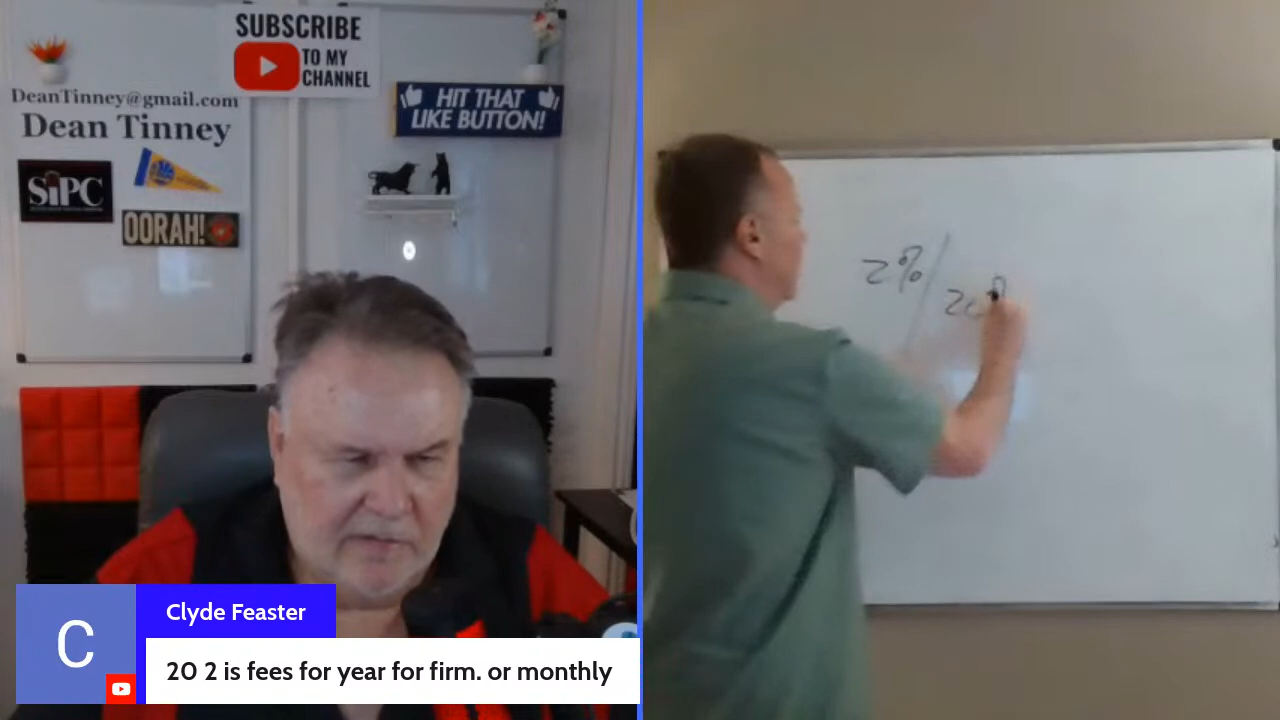 SUBSCRIBE
TO MY
CHANNEL
HIT THAT
LIKE BUTTON!
DeanTinney@gmail.com
Dean Tinney
SiPC
OORAH!
2% / 20%
C
Clyde Feaster
20 2 is fees for year for firm. or monthly